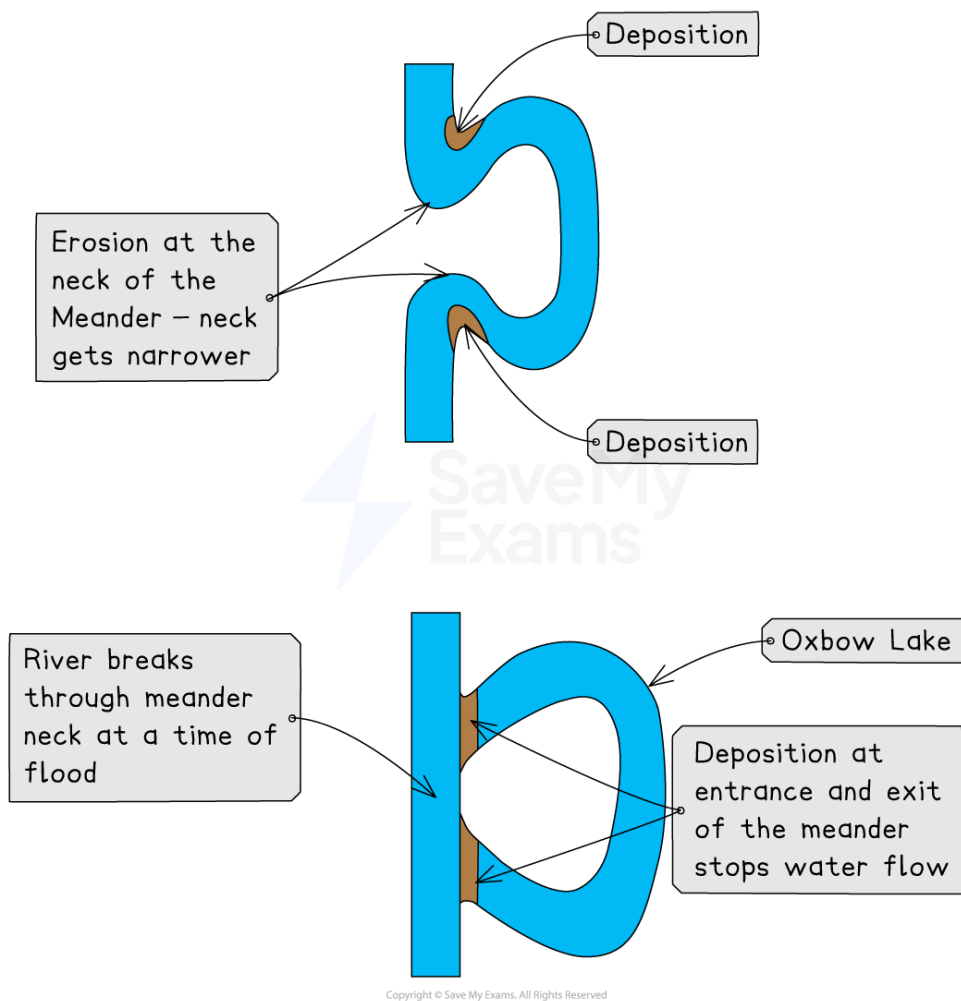 Deposition
Erosion at the
neck of the
Meander – neck
gets narrower
Deposition
SaveMy
Exams
River breaks
through meander
neck at a time of
flood
Oxbow Lake
Deposition at
entrance and exit
of the meander
stops water flow
Copyright © Save My Exams. All Rights Reserved